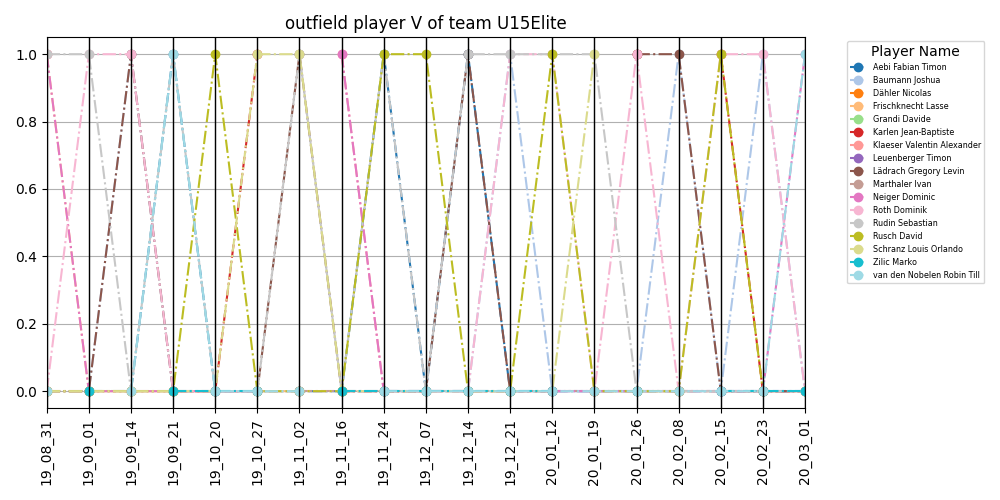 outfield player V of team U15Elite
1.0
0.8
0.6
0.4
0.2
0.0
19_08_31
19_09_01
19_09_14
19_09_21
19_10_20
19_10_27
19_11_02
19_11_16
19_11_24
19_12_07
19_12_14
19_12_21
20_01_12
20_01_19
20_01_26
20_02_08
20_02_15
20_02_23
20_03_01
Player Name
Aebi Fabian Timon
Baumann Joshua
Dähler Nicolas
Frischknecht Lasse
Grandi Davide
Karlen Jean-Baptiste
Klaeser Valentin Alexander
Leuenberger Timon
Lädrach Gregory Levin
Marthaler Ivan
Neiger Dominic
Roth Dominik
Rudin Sebastian
Rusch David
Schranz Louis Orlando
Zilic Marko
van den Nobelen Robin Till